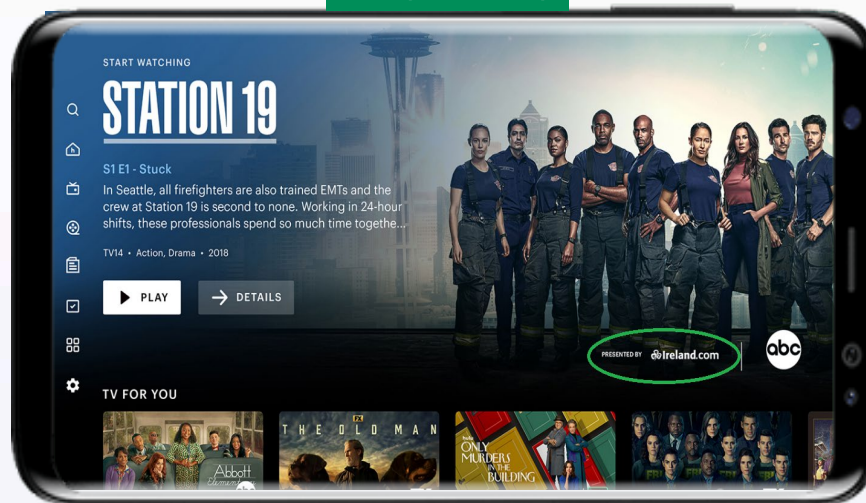 START WATCHING
STATION 19
S1 E1 - Stuck
In Seattle, all firefighters are also trained EMTs and the
crew at Station 19 is second to none. Working in 24-hour
shifts, these professionals spend so much time togethe...
TV14 • Action, Drama • 2018
PLAY
DETAILS
PRESENTED BY Ireland.com
abc
TV FOR YOU
Abbott
Elementary
FX
THE OLD MAN
ONLY
MURDERS
IN THE
BUILDING
FBI